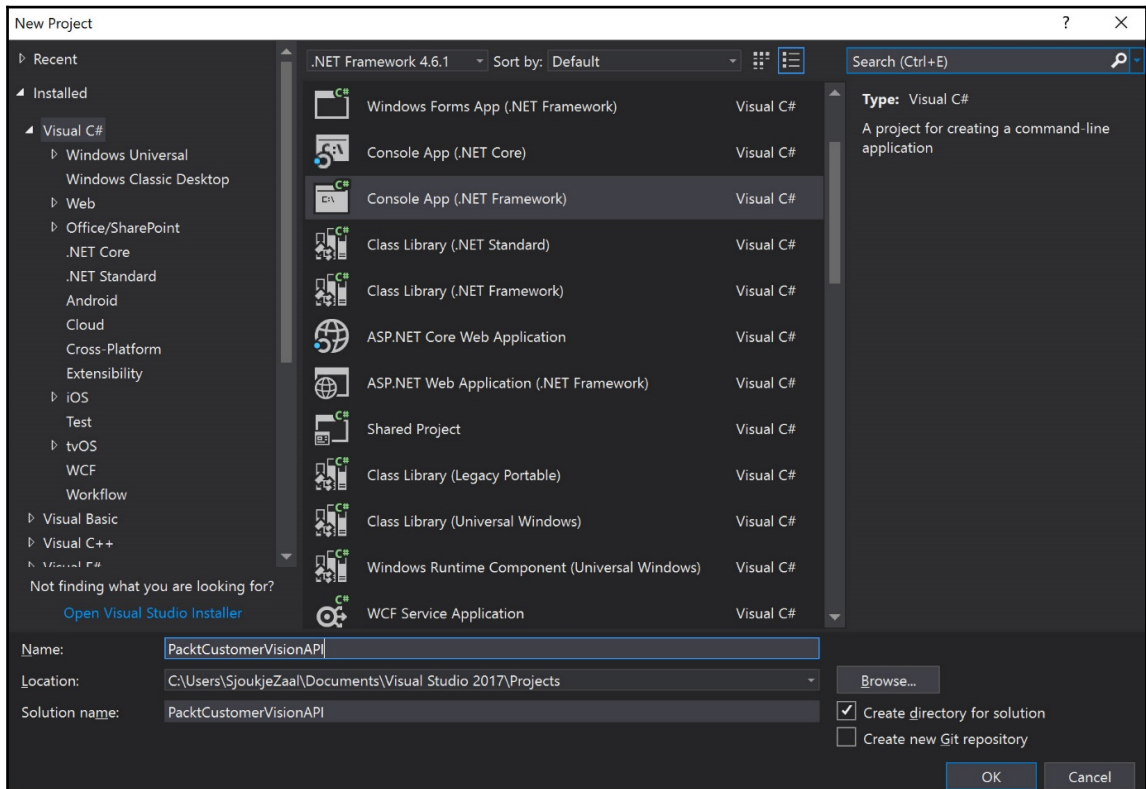 New Project
? ×
Recent
Installed
Visual C#
Windows Universal
Windows Classic Desktop
Web
Office/SharePoint
.NET Core
.NET Standard
Android
Cloud
Cross-Platform
Extensibility
iOS
Test
tvOS
WCF
Workflow
Visual Basic
Visual C++
Not finding what you are looking for?
Open Visual Studio Installer
.NET Framework 4.6.1 Sort by: Default
Windows Forms App (.NET Framework) Visual C#
Console App (.NET Core) Visual C#
Console App (.NET Framework) Visual C#
Class Library (.NET Standard) Visual C#
Class Library (.NET Framework) Visual C#
ASP.NET Core Web Application Visual C#
ASP.NET Web Application (.NET Framework) Visual C#
Shared Project Visual C#
Class Library (Legacy Portable) Visual C#
Class Library (Universal Windows) Visual C#
Windows Runtime Component (Universal Windows) Visual C#
WCF Service Application Visual C#
Search (Ctrl+E)
Type: Visual C#
A project for creating a command-line
application
Name: PacktCustomerVisionAPI
Location: C:\Users\SjoukjeZaal\Documents\Visual Studio 2017\Projects Browse...
Solution name: PacktCustomerVisionAPI
Create directory for solution
Create new Git repository
OK Cancel